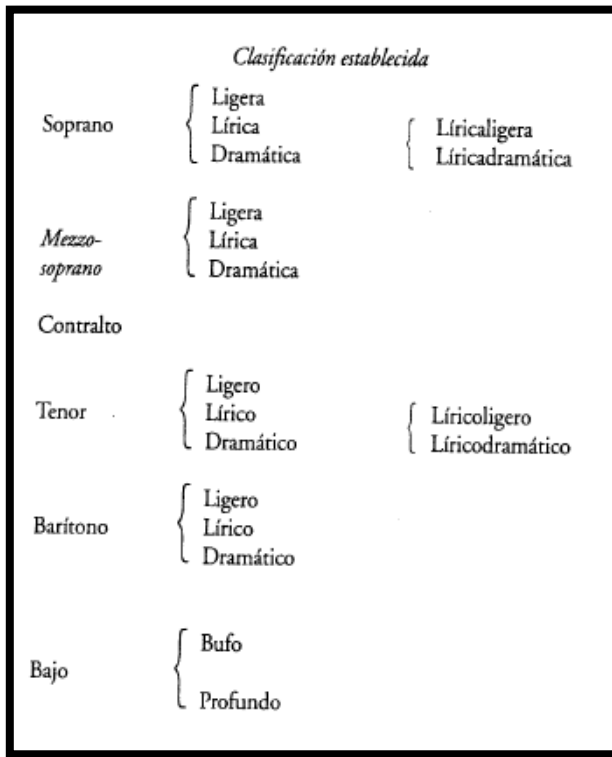 Clasificación establecida
Soprano
Ligera
Lírica
Dramática
Líricaligera
Líricadramática
Mezzo-
soprano
Ligera
Lírica
Dramática
Contralto
Tenor
Ligero
Lírico
Dramático
Líricoligero
Líricodramático
Barítono
Ligero
Lírico
Dramático
Bajo
Bufo
Profundo